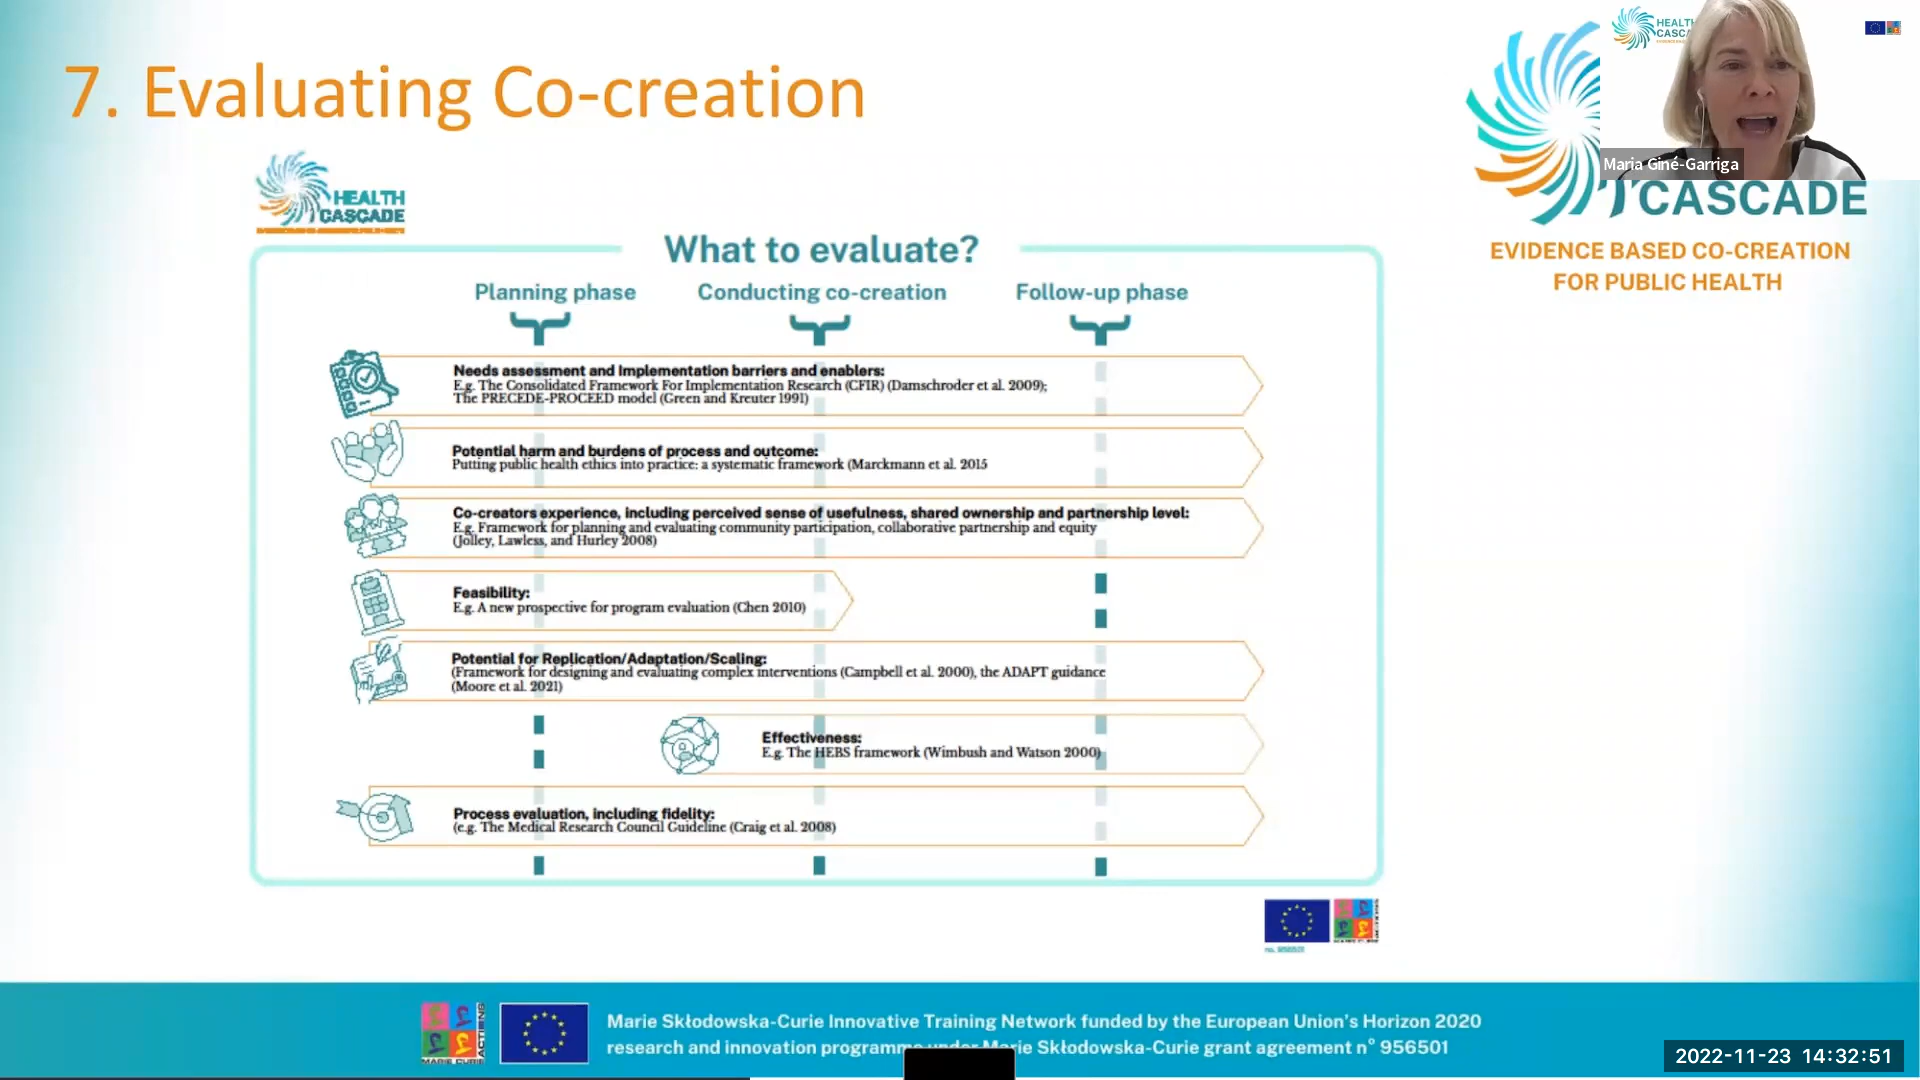 7. Evaluating Co-creation
HEALTH
CASCADE
Maria Giné-Garriga
CASCADE
EVIDENCE BASED CO-CREATION
FOR PUBLIC HEALTH
HEALTH
CASCADE
What to evaluate?
Planning phase
Conducting co-creation
Follow-up phase
Needs assessment and Implementation barriers and enablers:
E.g. The Consolidated Framework For Implementation Research (CFIR) (Damschroder et al. 2009);
The PRECEDE-PROCEED model (Green and Kreuter 1991)
Potential harm and burdens of process and outcome:
Putting public health ethics into practice: a systematic framework (Marckmann et al. 2015
Co-creators experience, including perceived sense of usefulness, shared ownership and partnership level:
E.g. Framework for planning and evaluating community participation, collaborative partnership and equity
(Jolley, Lawless, and Hurley 2008)
Feasibility:
E.g. A new prospective for program evaluation (Chen 2010)
Potential for Replication/Adaptation/Scaling:
(Framework for designing and evaluating complex interventions (Campbell et al. 2000), the ADAPT guidance
(Moore et al. 2021)
Effectiveness:
E.g. The HEBS framework (Wimbush and Watson 2000)
Process evaluation, including fidelity:
(e.g. The Medical Research Council Guideline (Craig et al. 2008)
MARIE CURIE ACTIONS
Marie Skłodowska-Curie Innovative Training Network funded by the European Union's Horizon 2020
research and innovation programme under Marie Skłodowska-Curie grant agreement n° 956501
2022-11-23 14:32:51